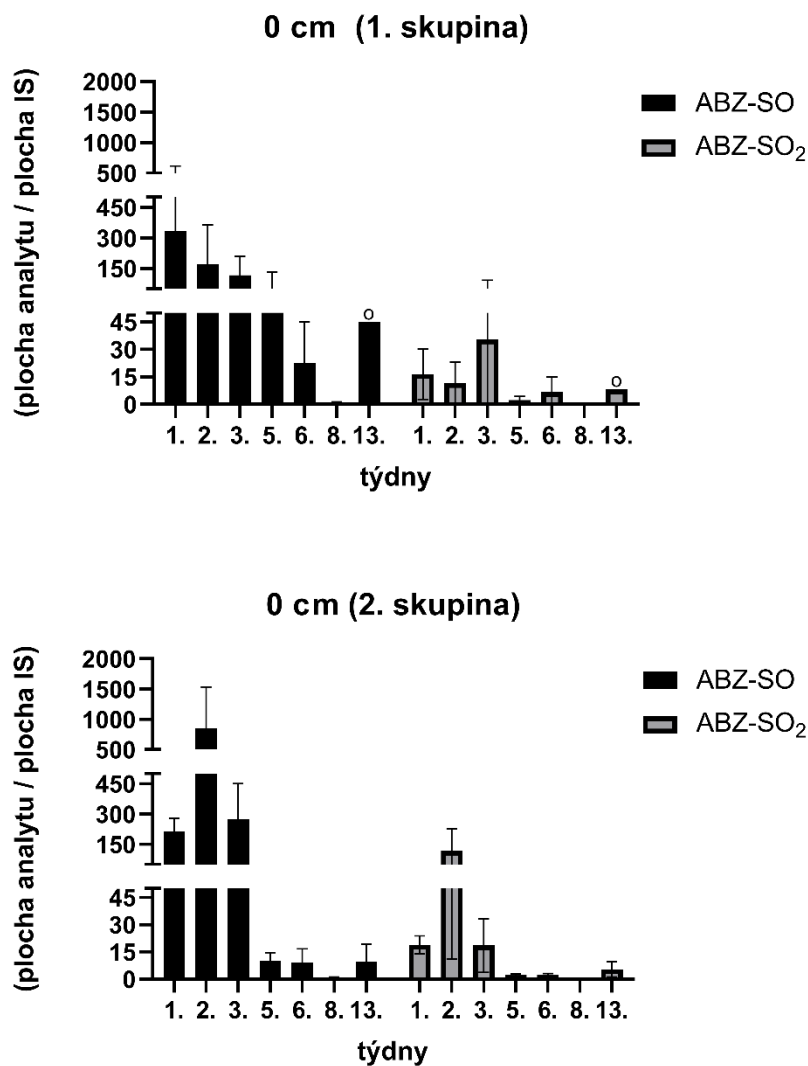 0 cm (1. skupina)
(plocha analytu / plocha IS)
2000
1500
1000
500
450
300
150
45
30
15
0
1. 2. 3. 5. 6. 8. 13. 1. 2. 3. 5. 6. 8. 13.
týdny
ABZ-SO
ABZ-SO₂
0 cm (2. skupina)
(plocha analytu / plocha IS)
2000
1500
1000
500
450
300
150
45
30
15
0
1. 2. 3. 5. 6. 8. 13. 1. 2. 3. 5. 6. 8. 13.
týdny
ABZ-SO
ABZ-SO₂